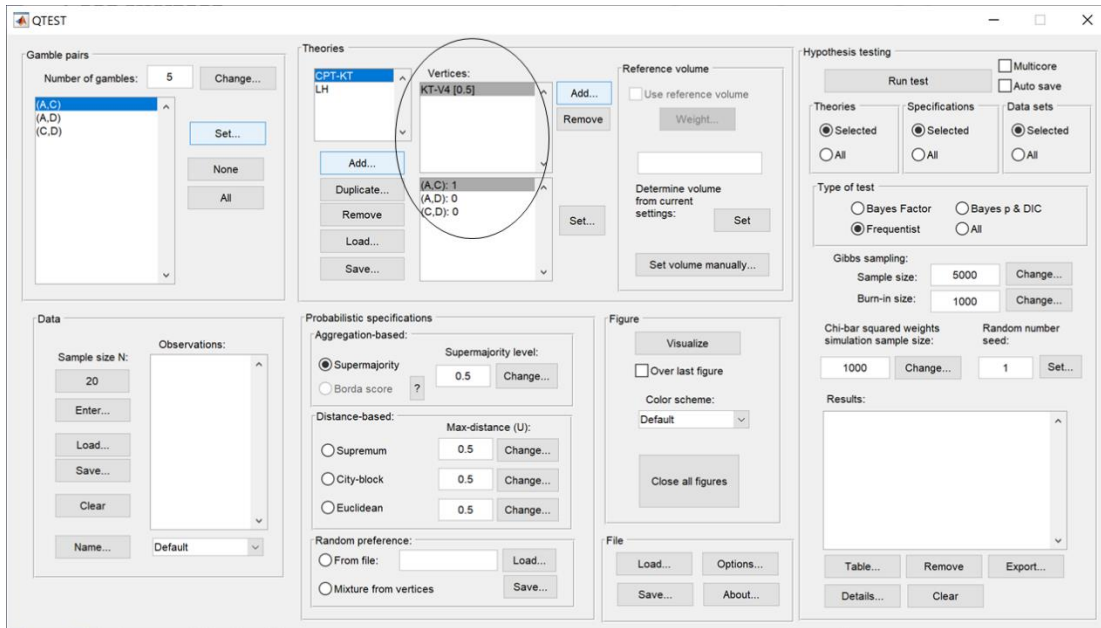 QTEST
Gamble pairs
Number of gambles: 5 Change...
(A,C)
(A,D)
(C,D)
Set...
None
All
Theories
CPT-KT
LH
Vertices:
KT-V4 [0.5]
Add...
Remove
Add...
Duplicate...
Remove
Load...
Save...
(A,C): 1
(A,D): 0
(C,D): 0
Set...
Reference volume
Use reference volume
Weight...
Determine volume
from current
settings:
Set
Set volume manually...
Hypothesis testing
Run test
Multicore
Auto save
Theories
Selected
All
Specifications
Selected
All
Data sets
Selected
All
Type of test
Bayes Factor Bayes p & DIC
Frequentist All
Gibbs sampling:
Sample size: 5000 Change...
Burn-in size: 1000 Change...
Chi-bar squared weights
simulation sample size:
1000 Change...
Random number
seed:
1 Set...
Results:
Table... Remove Export...
Details... Clear
Data
Sample size N:
20
Enter...
Load...
Save...
Clear
Name... Default
Observations:
Probabilistic specifications
Aggregation-based:
Supermajority
Borda score ?
Supermajority level:
0.5 Change...
Distance-based:
Max-distance (U):
Supremum 0.5 Change...
City-block 0.5 Change...
Euclidean 0.5 Change...
Random preference:
From file: Load...
Mixture from vertices Save...
Figure
Visualize
Over last figure
Color scheme:
Default
Close all figures
File
Load... Options...
Save... About...